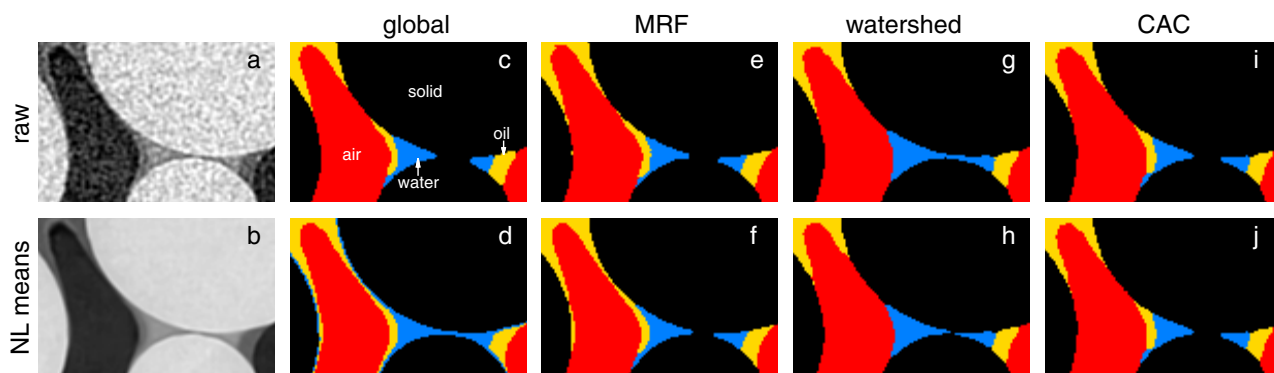 global MRF watershed CAC
raw
a c e g i
solid
oil
air
water
NL means
b d f h j